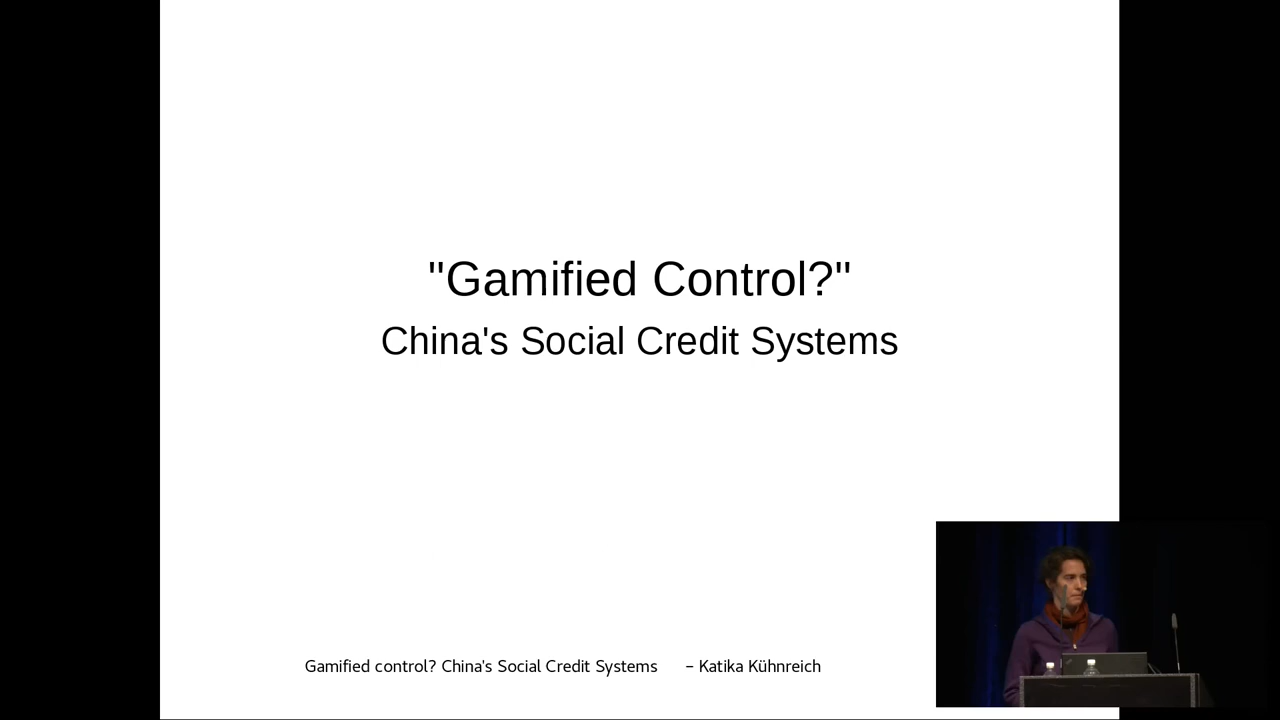 "Gamified Control?"
China's Social Credit Systems
Gamified control? China's Social Credit Systems – Katika Kühnreich